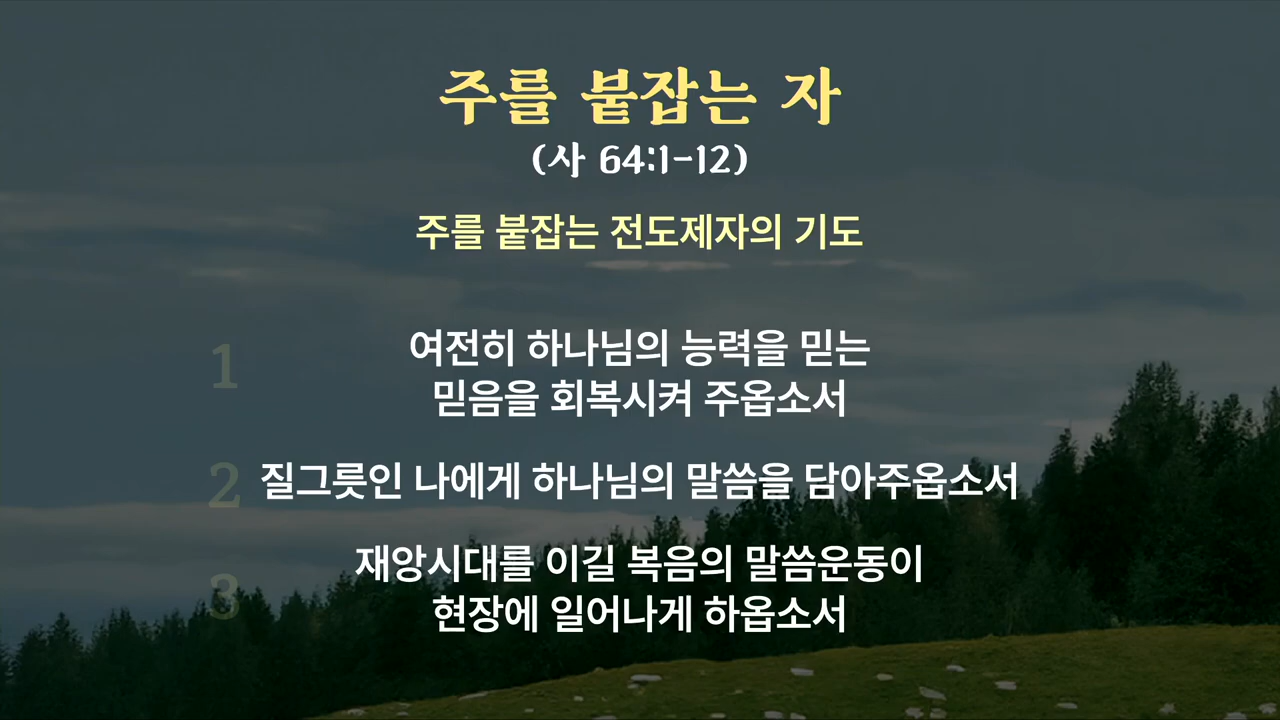 주를 붙잡는 자
(사 64:1-12)
주를 붙잡는 전도제자의 기도
1
여전히 하나님의 능력을 믿는
믿음을 회복시켜 주옵소서
2 질그릇인 나에게 하나님의 말씀을 담아주옵소서
3
재앙시대를 이길 복음의 말씀운동이
현장에 일어나게 하옵소서